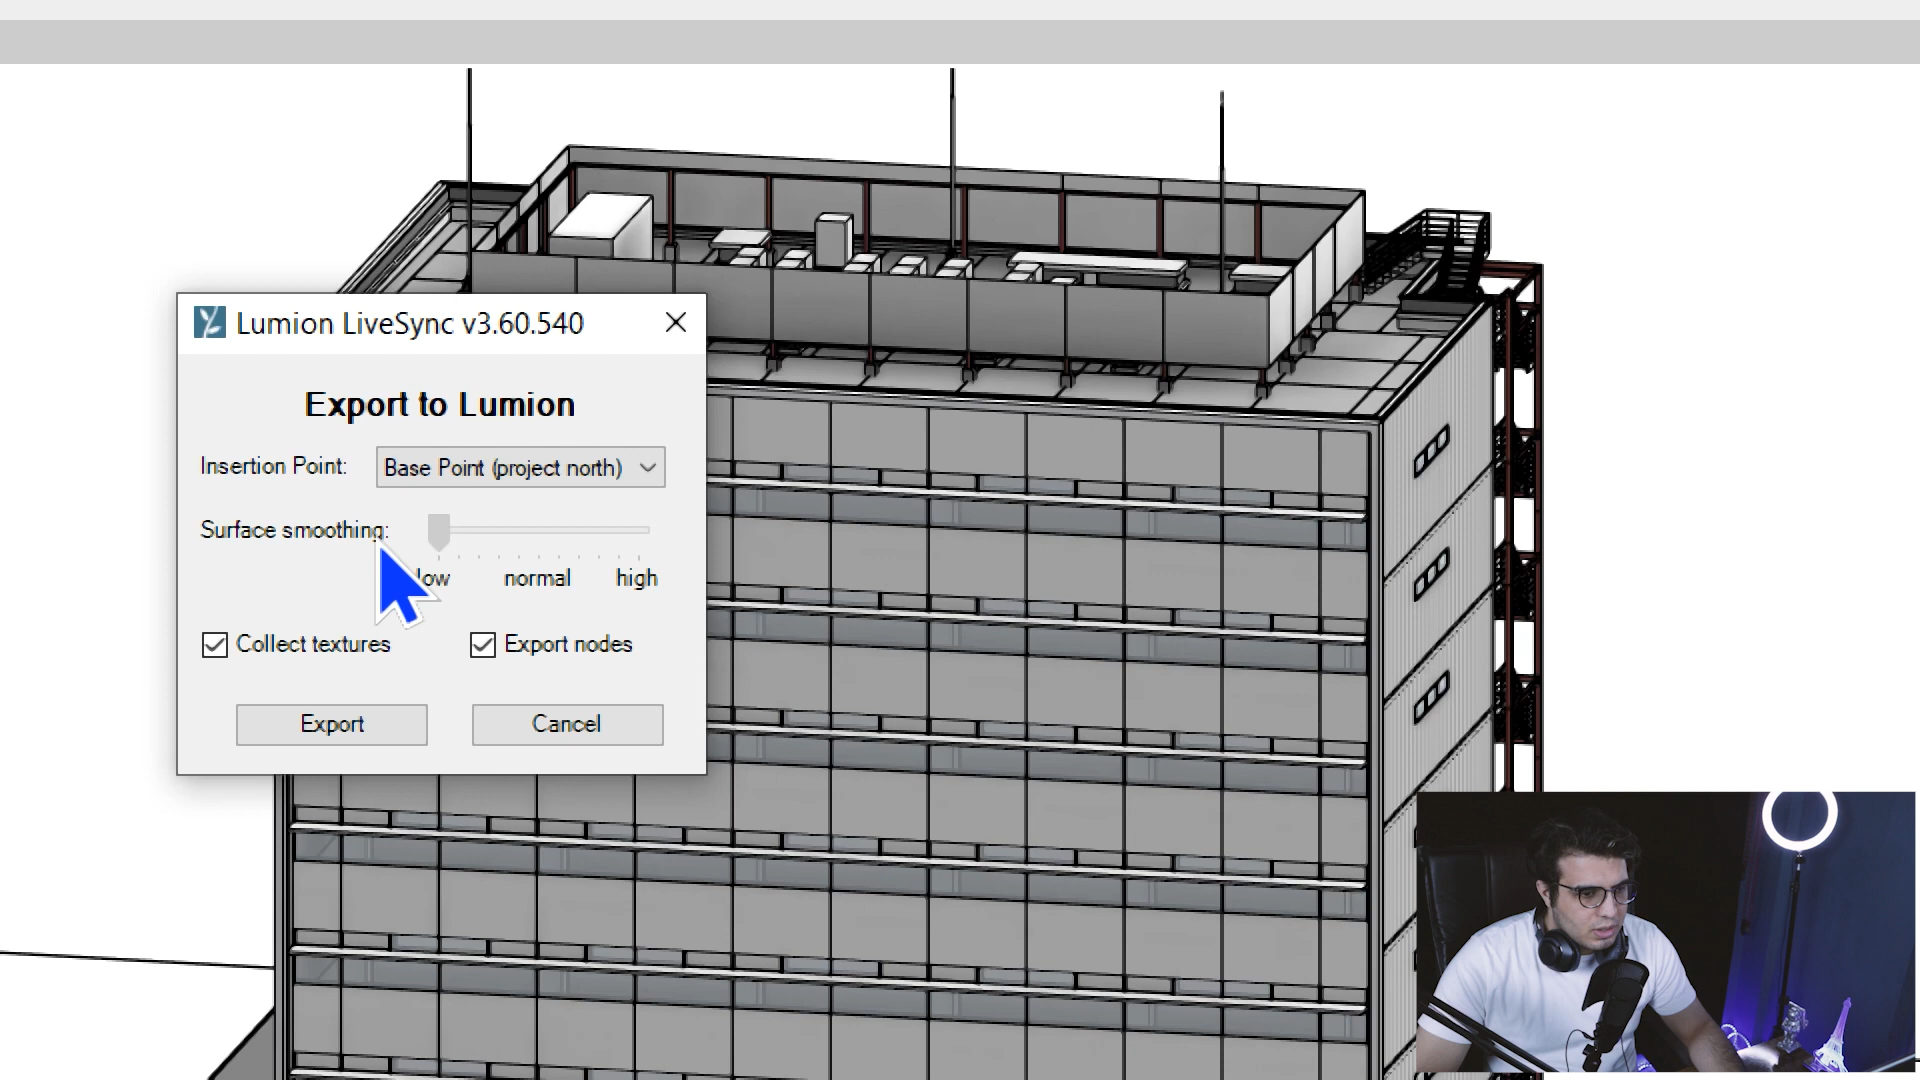 Lumion LiveSync v3.60.540
Export to Lumion
Insertion Point: Base Point (project north)
Surface smoothing:
low normal high
Collect textures Export nodes
Export Cancel